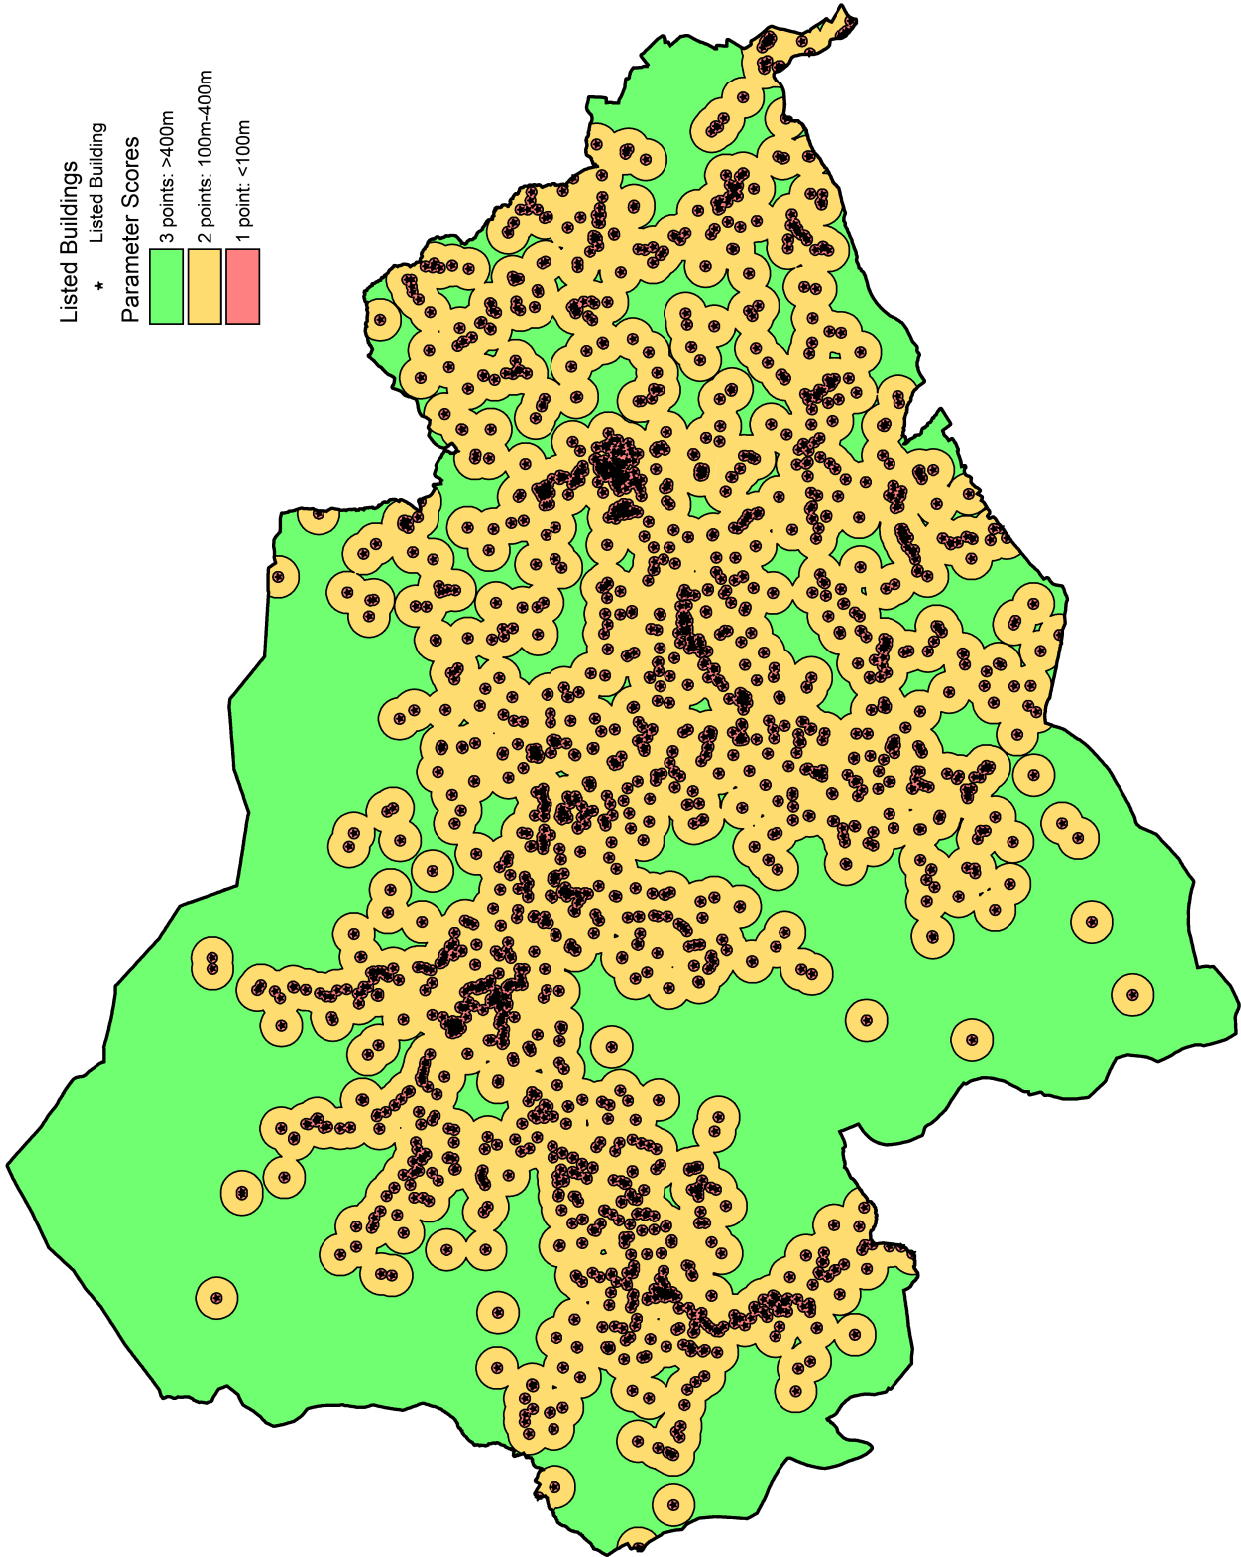 Listed Buildings
* Listed Building
Parameter Scores
3 points: >400m
2 points: 100m-400m
1 point: <100m